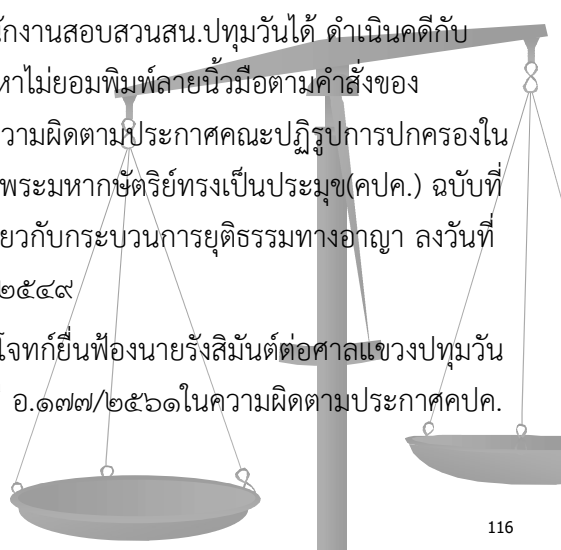 ักงานสอบสวนสน.ปทุมวันได้ ดำเนินคดีกับ
หาไม่ยอมพิมพ์ลายนิ้วมือตามคำสั่งของ
ความผิดตามประกาศคณะปฏิรูปการปกครองใน
พระมหากษัตริย์ทรงเป็นประมุข(คปค.) ฉบับที่
ยวกับกระบวนการยุติธรรมทางอาญา ลงวันที่
๒๕๔๙
โจทก์ยื่นฟ้องนายรังสิมันต์ต่อศาลแขวงปทุมวัน
อ.๑๗๗/๒๕๖๑ในความผิดตามประกาศคปค.
116